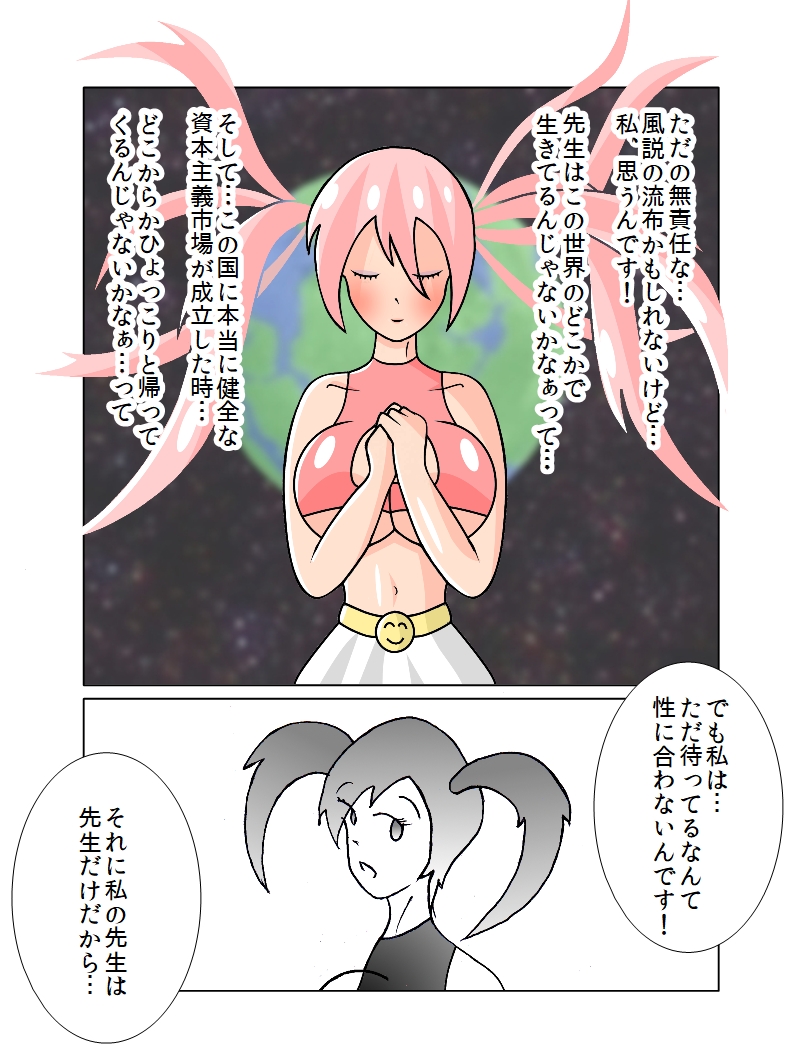 ただの無責任な…
風説の流布かもしれないけど…
私、思うんです！
先生はこの世界のどこかで
生きてるんじゃないかなぁって…
そして…この国に本当に健全な
資本主義市場が成立した時…
どこからかひょっこりと帰って
くるんじゃないかなぁ…って
でも私は…
ただ待ってるなんて
性に合わないんです！
それに私の先生は
先生だけだから…